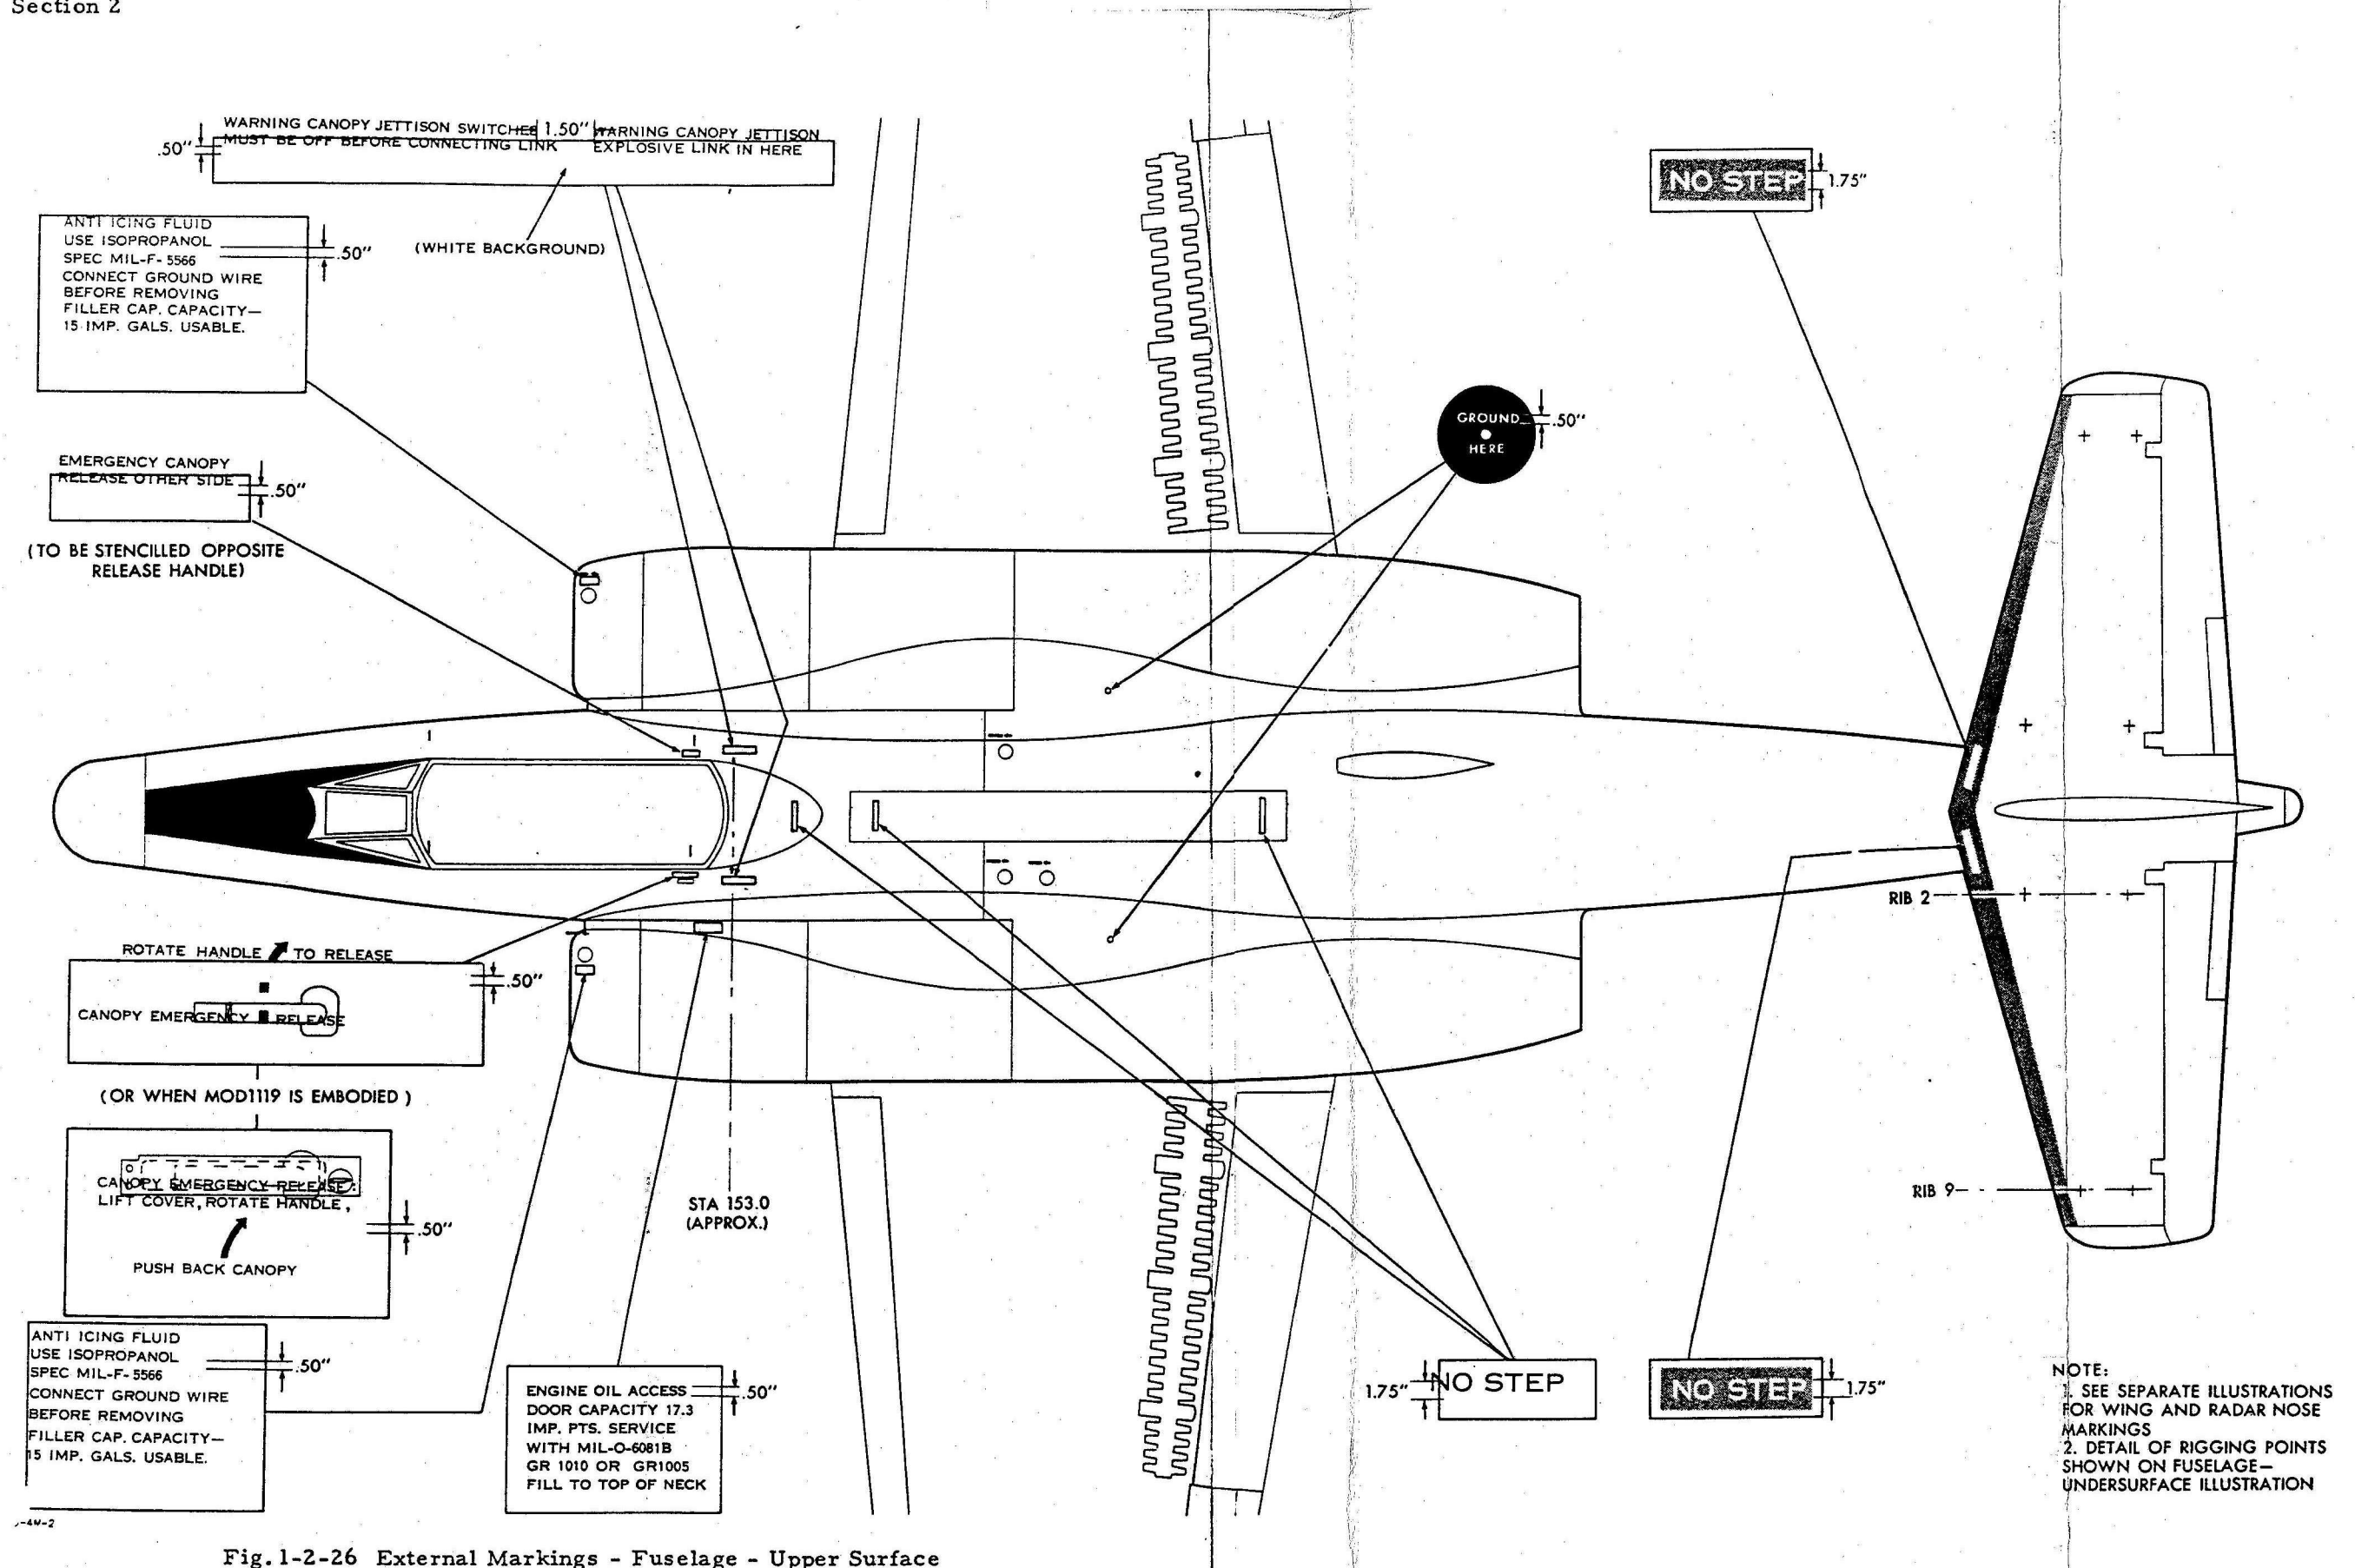 Section 2
WARNING CANOPY JETTISON SWITCHES
MUST BE OFF BEFORE CONNECTING LINK
1.50"
WARNING CANOPY JETTISON
EXPLOSIVE LINK IN HERE
.50"
(WHITE BACKGROUND)
NO STEP
1.75"
ANTI ICING FLUID
USE ISOPROPANOL
SPEC MIL-F-5566
CONNECT GROUND WIRE
BEFORE REMOVING
FILLER CAP. CAPACITY—
15 IMP. GALS. USABLE.
.50"
GROUND
HERE
.50"
EMERGENCY CANOPY
RELEASE OTHER SIDE
.50"
(TO BE STENCILLED OPPOSITE
RELEASE HANDLE)
RIB 2
ROTATE HANDLE TO RELEASE
CANOPY EMERGENCY RELEASE
.50"
(OR WHEN MOD1119 IS EMBODIED)
CANOPY EMERGENCY RELEASE:
LIFT COVER, ROTATE HANDLE,
PUSH BACK CANOPY
.50"
RIB 9
STA 153.0
(APPROX.)
ANTI ICING FLUID
USE ISOPROPANOL
SPEC MIL-F-5566
CONNECT GROUND WIRE
BEFORE REMOVING
FILLER CAP. CAPACITY—
15 IMP. GALS. USABLE.
.50"
ENGINE OIL ACCESS
DOOR CAPACITY 17.3
IMP. PTS. SERVICE
WITH MIL-O-6081B
GR 1010 OR GR1005
FILL TO TOP OF NECK
.50"
1.75"
NO STEP
NO STEP
1.75"
NOTE:
1. SEE SEPARATE ILLUSTRATIONS
FOR WING AND RADAR NOSE
MARKINGS
2. DETAIL OF RIGGING POINTS
SHOWN ON FUSELAGE—
UNDERSURFACE ILLUSTRATION
-4M-2
Fig. 1-2-26 External Markings - Fuselage - Upper Surface